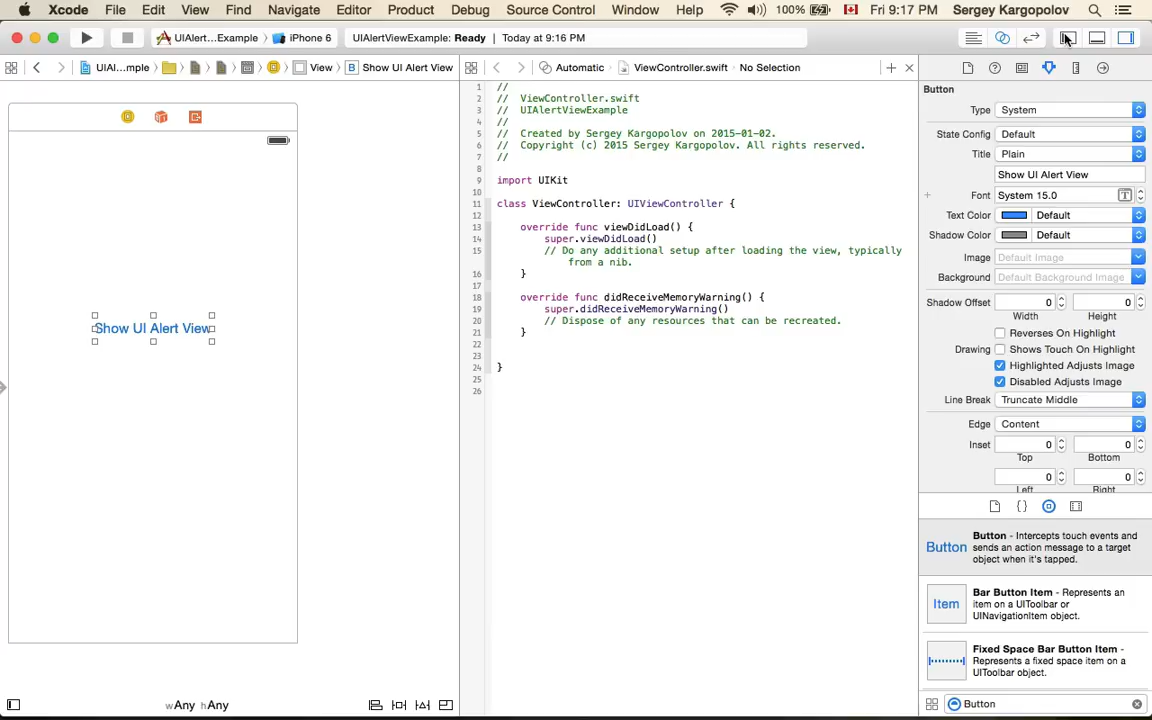 Xcode File Edit View Find Navigate Editor Product Debug Source Control Window Help 100% Fri 9:17 PM Sergey Kargopolov
UIAlert...Example iPhone 6 UIAlertViewExample: Ready Today at 9:16 PM
UIAl...mple View B Show UI Alert View Automatic ViewController.swift No Selection
Show UI Alert View
wAny hAny
1 //
2 // ViewController.swift
3 // UIAlertViewExample
4 //
5 // Created by Sergey Kargopolov on 2015-01-02.
6 // Copyright (c) 2015 Sergey Kargopolov. All rights reserved.
7 //
8
9 import UIKit
10
11 class ViewController: UIViewController {
12
13 override func viewDidLoad() {
14 super.viewDidLoad()
15 // Do any additional setup after loading the view, typically
from a nib.
16 }
17
18 override func didReceiveMemoryWarning() {
19 super.didReceiveMemoryWarning()
20 // Dispose of any resources that can be recreated.
21 }
22
23
24 }
25
26
Button
Type System
State Config Default
Title Plain
Show UI Alert View
Font System 15.0 T
Text Color Default
Shadow Color Default
Image Default Image
Background Default Background Image
Shadow Offset 0 0
Width Height
Reverses On Highlight
Drawing Shows Touch On Highlight
Highlighted Adjusts Image
Disabled Adjusts Image
Line Break Truncate Middle
Edge Content
Inset 0 0
Top Bottom
0 0
Left Right
Button Button - Intercepts touch events and
sends an action message to a target
object when it's tapped.
Item Bar Button Item - Represents an
item on a UIToolbar or
UINavigationItem object.
Fixed Space Bar Button Item -
Represents a fixed space item on a
UIToolbar object.
Button